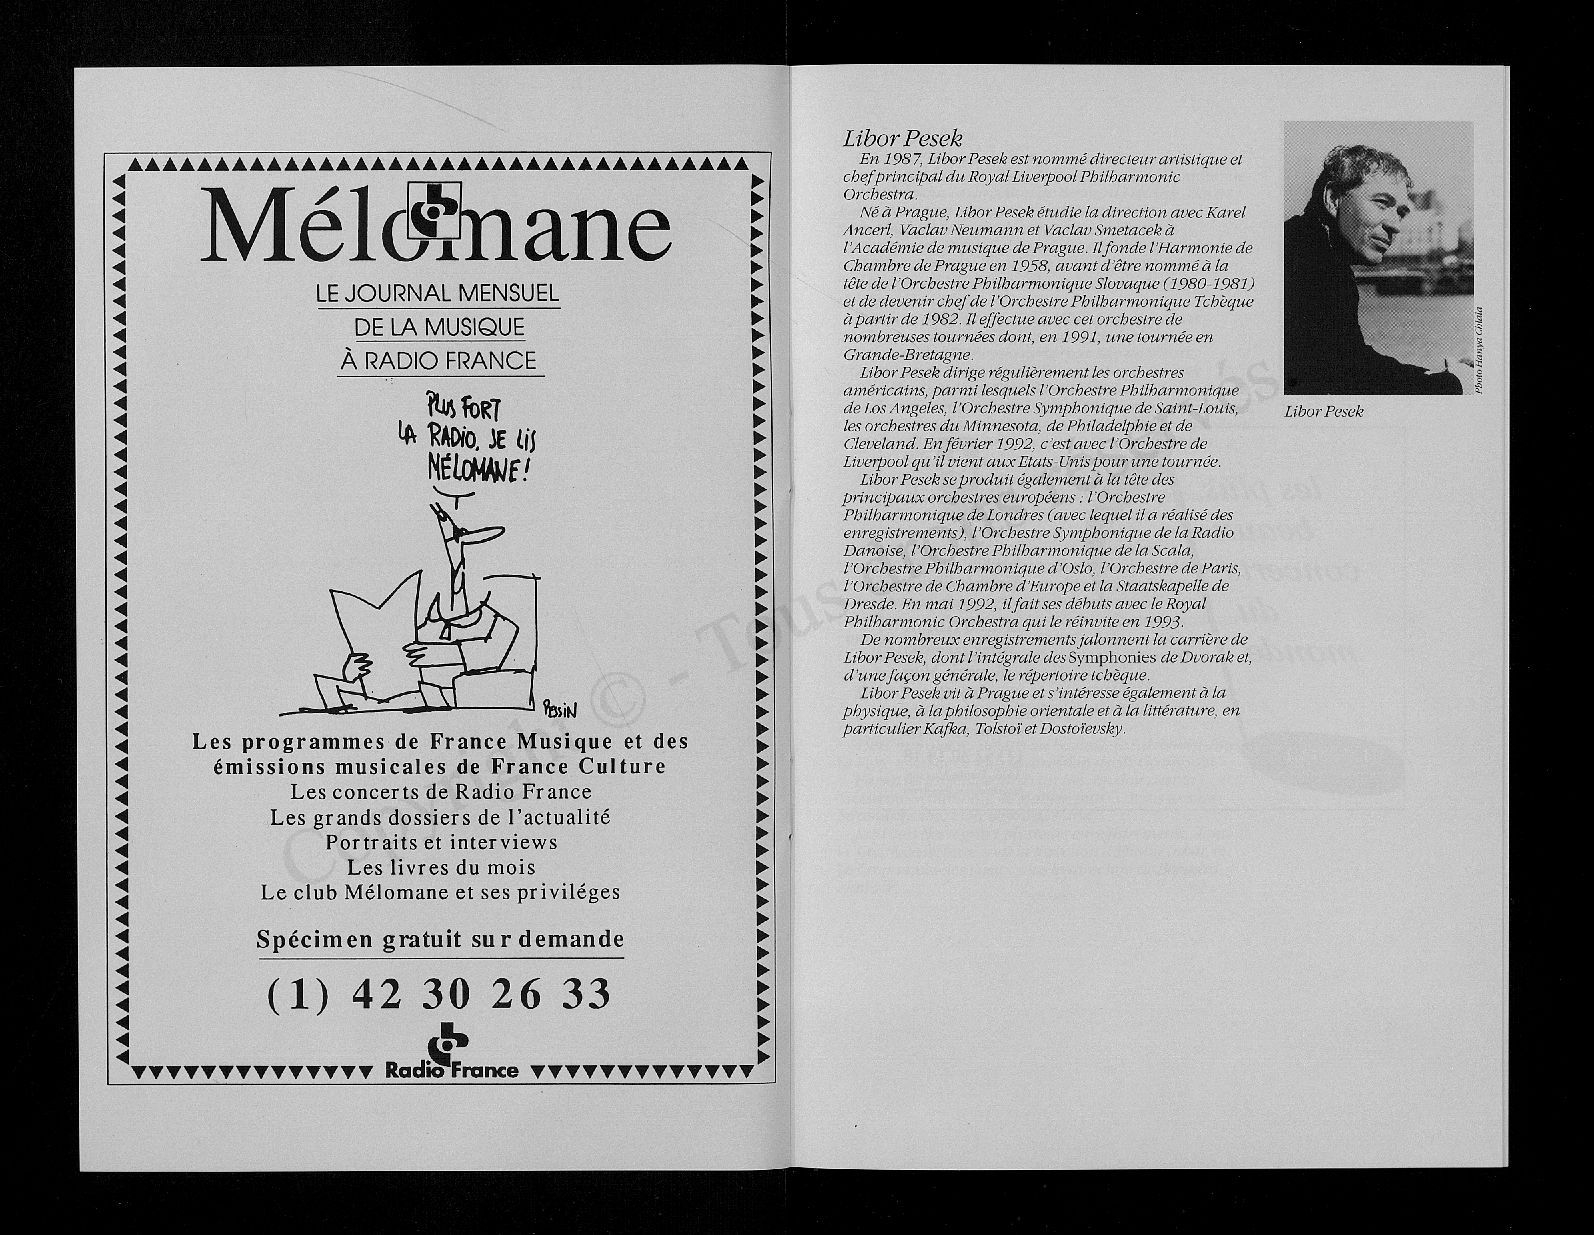 Mélomane
LE JOURNAL MENSUEL
DE LA MUSIQUE
À RADIO FRANCE
PLUS FORT
LA RADIO, JE LIS
MÉLOMANE!
PESSIN
Les programmes de France Musique et des
émissions musicales de France Culture
Les concerts de Radio France
Les grands dossiers de l'actualité
Portraits et interviews
Les livres du mois
Le club Mélomane et ses priviléges
Spécimen gratuit sur demande
(1) 42 30 26 33
Radio France
Libor Pesek
En 1987, Libor Pesek est nommé directeur artistique et
chef principal du Royal Liverpool Philharmonic
Orchestra.
Né à Prague, Libor Pesek étudie la direction avec Karel
Ancerl, Vaclav Neumann et Vaclav Smetacek à
l'Académie de musique de Prague. Il fonde l'Harmonie de
Chambre de Prague en 1958, avant d'être nommé à la
tête de l'Orchestre Philharmonique Slovaque (1980-1981)
et de devenir chef de l'Orchestre Philharmonique Tchèque
à partir de 1982. Il effectue avec cet orchestre de
nombreuses tournées dont, en 1991, une tournée en
Grande-Bretagne.
Libor Pesek dirige régulièrement les orchestres
américains, parmi lesquels l'Orchestre Philharmonique
de Los Angeles, l'Orchestre Symphonique de Saint-Louis,
les orchestres du Minnesota, de Philadelphie et de
Cleveland. En février 1992, c'est avec l'Orchestre de
Liverpool qu'il vient aux Etats-Unis pour une tournée.
Libor Pesek se produit également à la tête des
principaux orchestres européens : l'Orchestre
Philharmonique de Londres (avec lequel il a réalisé des
enregistrements), l'Orchestre Symphonique de la Radio
Danoise, l'Orchestre Philharmonique de la Scala,
l'Orchestre Philharmonique d'Oslo, l'Orchestre de Paris,
l'Orchestre de Chambre d'Europe et la Staatskapelle de
Dresde. En mai 1992, il fait ses débuts avec le Royal
Philharmonic Orchestra qui le réinvite en 1993.
De nombreux enregistrements jalonnent la carrière de
Libor Pesek, dont l'intégrale des Symphonies de Dvorak et,
d'une façon générale, le répertoire tchèque.
Libor Pesek vit à Prague et s'intéresse également à la
physique, à la philosophie orientale et à la littérature, en
particulier Kafka, Tolstoï et Dostoïevsky.
Photo Hanya Chlala
Libor Pesek
Copyright © - Tous